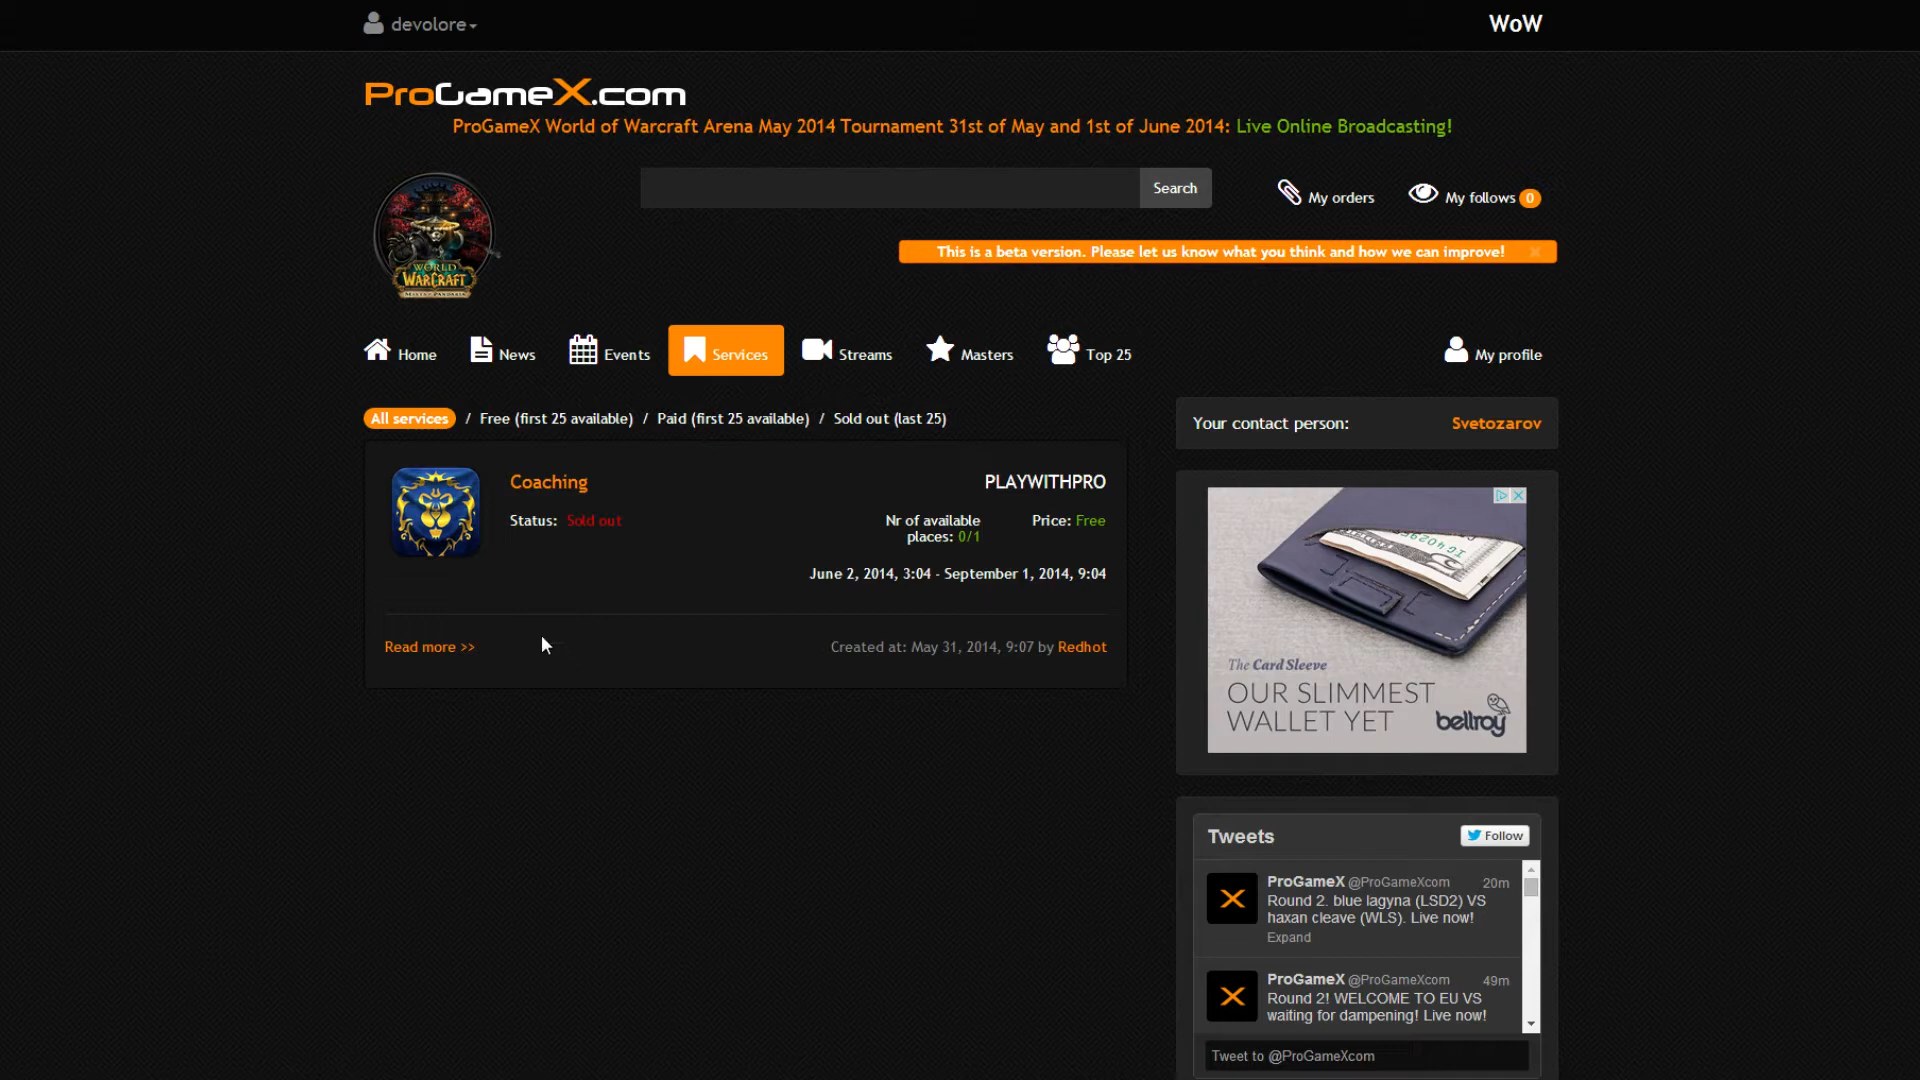 devolore
WoW
ProGameX.com
ProGameX World of Warcraft Arena May 2014 Tournament 31st of May and 1st of June 2014: Live Online Broadcasting!
WORLD
WARCRAFT
Search
My orders
My follows 0
This is a beta version. Please let us know what you think and how we can improve!
Home
News
Events
Services
Streams
Masters
Top 25
My profile
All services / Free (first 25 available) / Paid (first 25 available) / Sold out (last 25)
Coaching
PLAYWITHPRO
Status: Sold out
Nr of available
places: 0/1
Price: Free
June 2, 2014, 3:04 - September 1, 2014, 9:04
Read more >>
Created at: May 31, 2014, 9:07 by Redhot
Your contact person: Svetozarov
The Card Sleeve
OUR SLIMMEST
WALLET YET
bellroy
Tweets
Follow
ProGameX @ProGameXcom 20m
Round 2. blue lagyna (LSD2) VS
haxan cleave (WLS). Live now!
Expand
ProGameX @ProGameXcom 49m
Round 2! WELCOME TO EU VS
waiting for dampening! Live now!
Tweet to @ProGameXcom